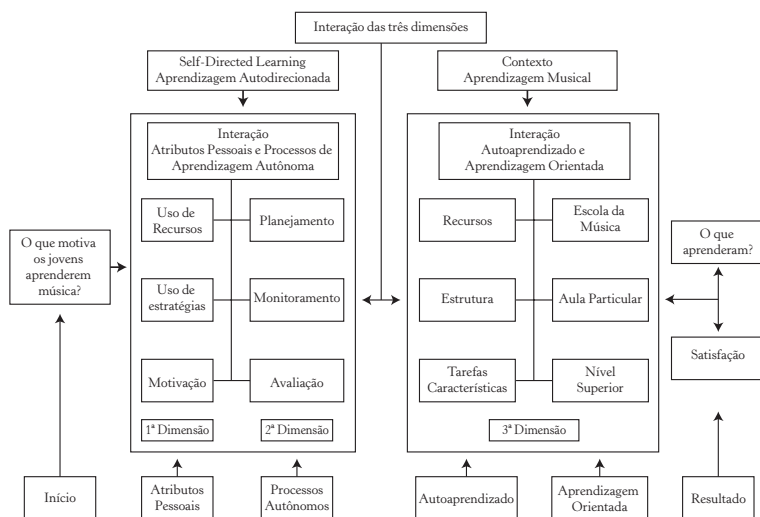 Interação das três dimensões
Self-Directed Learning
Aprendizagem Autodirecionada
Contexto
Aprendizagem Musical
Interação
Atributos Pessoais e Processos de
Aprendizagem Autônoma
Interação
Autoaprendizado e
Aprendizagem Orientada
Uso de
Recursos
Planejamento
Recursos
Escola da
Música
O que motiva
os jovens
aprenderem
música?
O que
aprenderam?
Uso de
estratégias
Monitoramento
Estrutura
Aula Particular
Satisfação
Motivação
Avaliação
Tarefas
Características
Nível
Superior
1ª Dimensão
2ª Dimensão
3ª Dimensão
Início
Atributos
Pessoais
Processos
Autônomos
Autoaprendizado
Aprendizagem
Orientada
Resultado